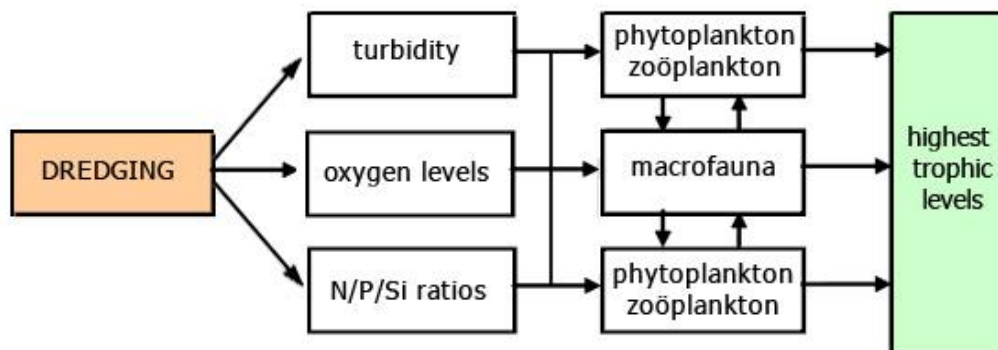 DREDGING
turbidity
oxygen levels
N/P/Si ratios
phytoplankton
zoöplankton
macrofauna
phytoplankton
zoöplankton
highest
trophic
levels